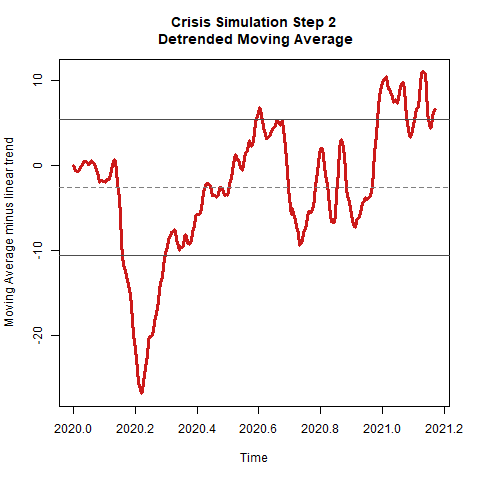 Crisis Simulation Step 2
Detrended Moving Average
Moving Average minus linear trend
10
0
-10
-20
2020.0 2020.2 2020.4 2020.6 2020.8 2021.0 2021.2
Time